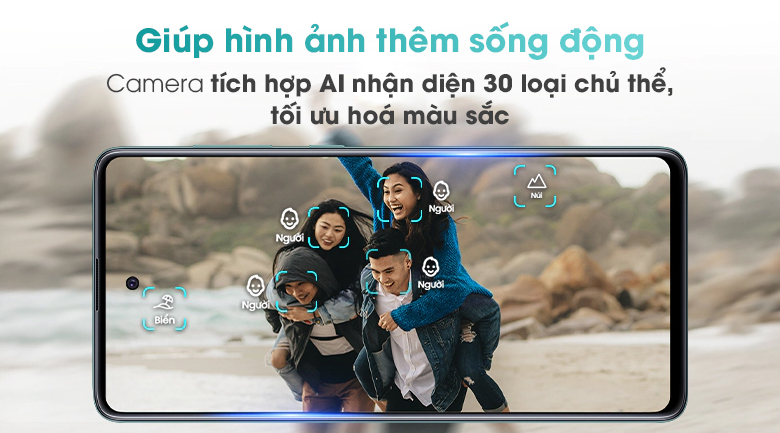 Giúp hình ảnh thêm sống động
Camera tích hợp AI nhận diện 30 loại chủ thể,
tối ưu hoá màu sắc
Núi
Người
Người
Người
Người
Biển